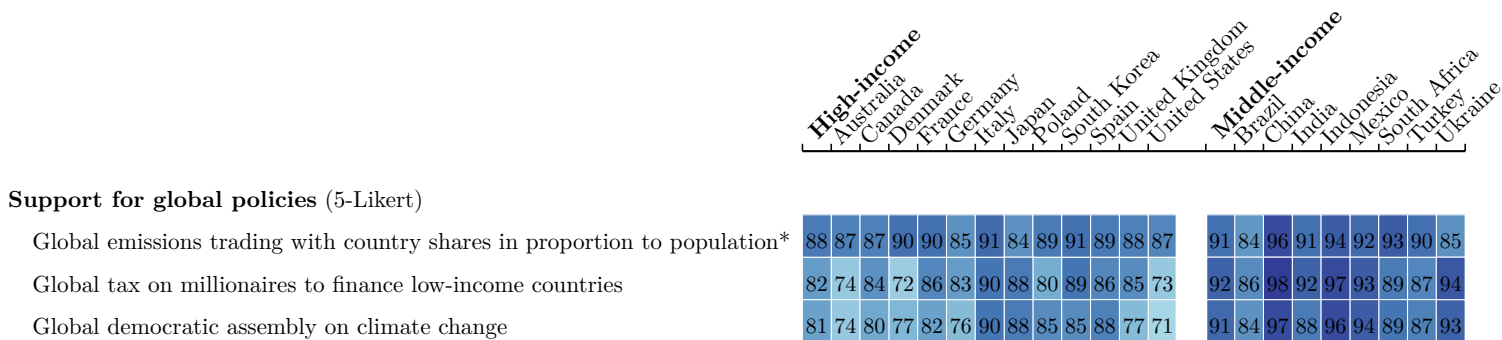 High-income
Australia
Canada
Denmark
France
Germany
Italy
Japan
Poland
South Korea
Spain
United Kingdom
United States
Middle-income
Brazil
China
India
Indonesia
Mexico
South Africa
Turkey
Ukraine
Support for global policies (5-Likert)
Global emissions trading with country shares in proportion to population* 88 87 87 90 90 85 91 84 89 91 89 88 87 91 84 96 91 94 92 93 90 85
Global tax on millionaires to finance low-income countries 82 74 84 72 86 83 90 88 80 89 86 85 73 92 86 98 92 97 93 89 87 94
Global democratic assembly on climate change 81 74 80 77 82 76 90 88 85 85 88 77 71 91 84 97 88 96 94 89 87 93